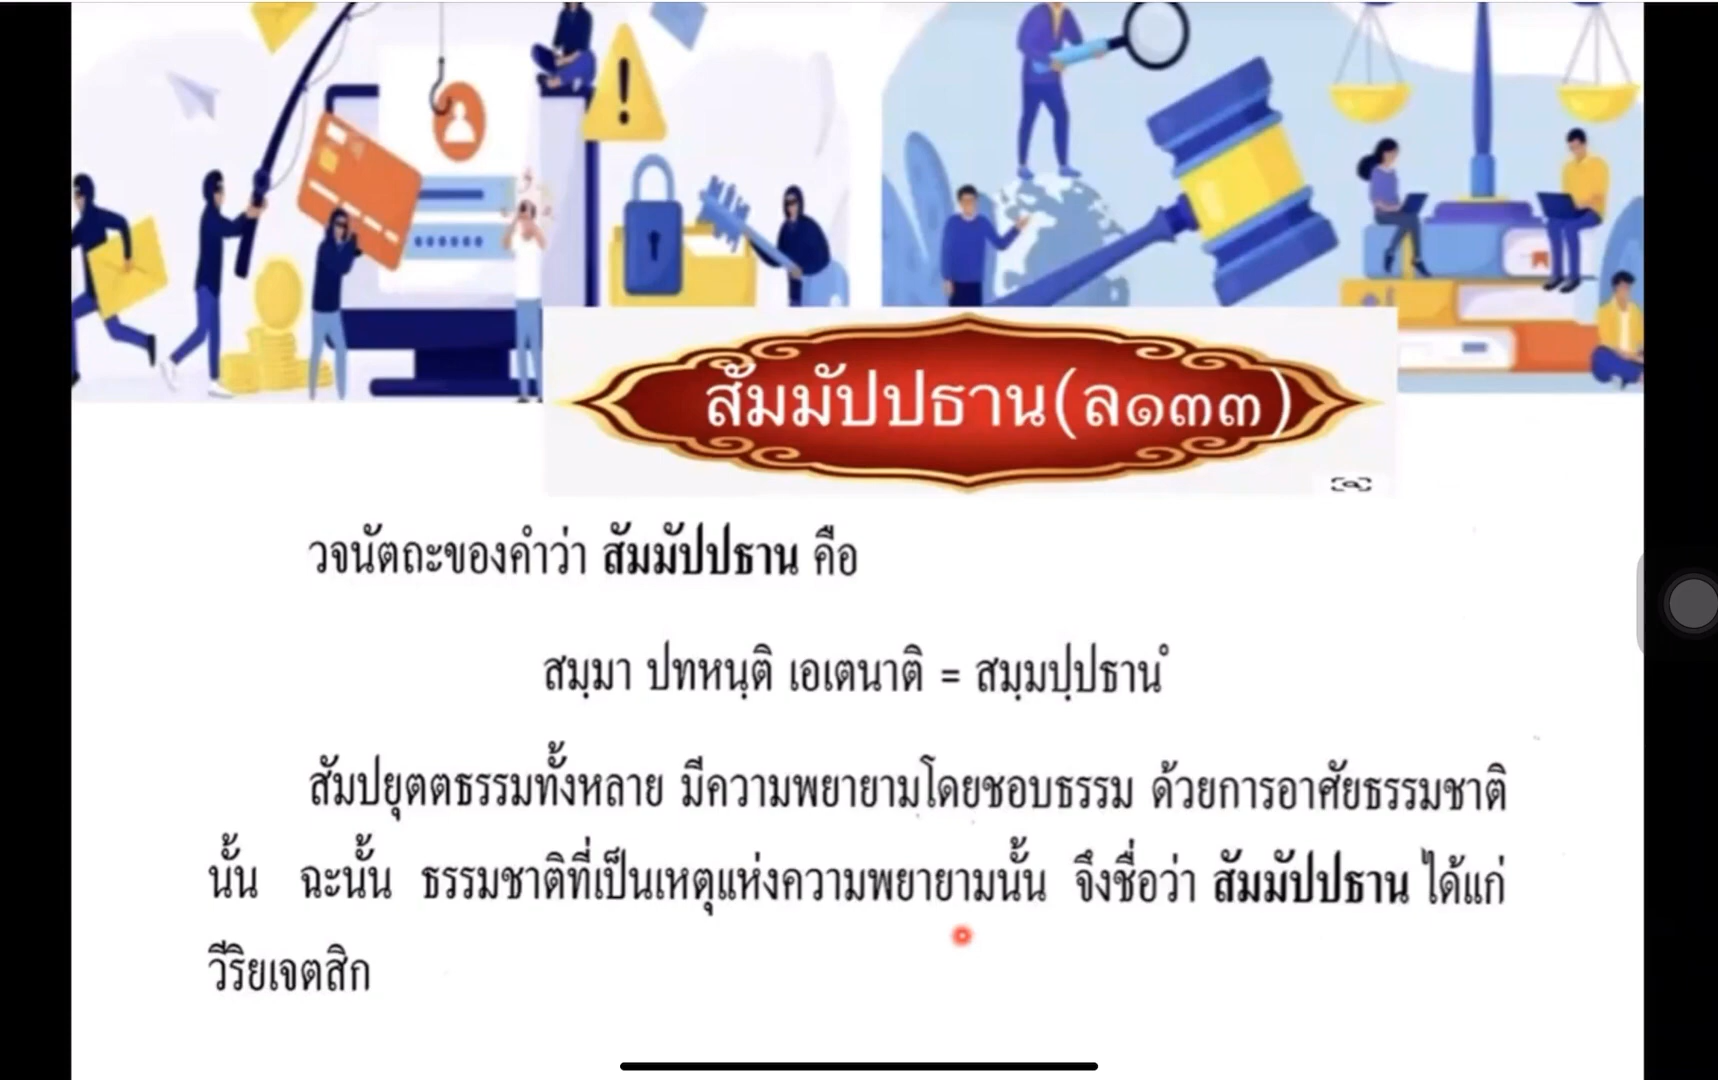 สัมมัปปธาน(ล๑๓๓)
วจนัตถะของคำว่า สัมมัปปธาน คือ
สมฺมา ปทหนฺติ เอเตนาติ = สมฺมปฺปธานํ
สัมปยุตตธรรมทั้งหลาย มีความพยายามโดยชอบธรรม ด้วยการอาศัยธรรมชาติ
นั้น ฉะนั้น ธรรมชาติที่เป็นเหตุแห่งความพยายามนั้น จึงชื่อว่า สัมมัปปธาน ได้แก่
วีริยเจตสิก